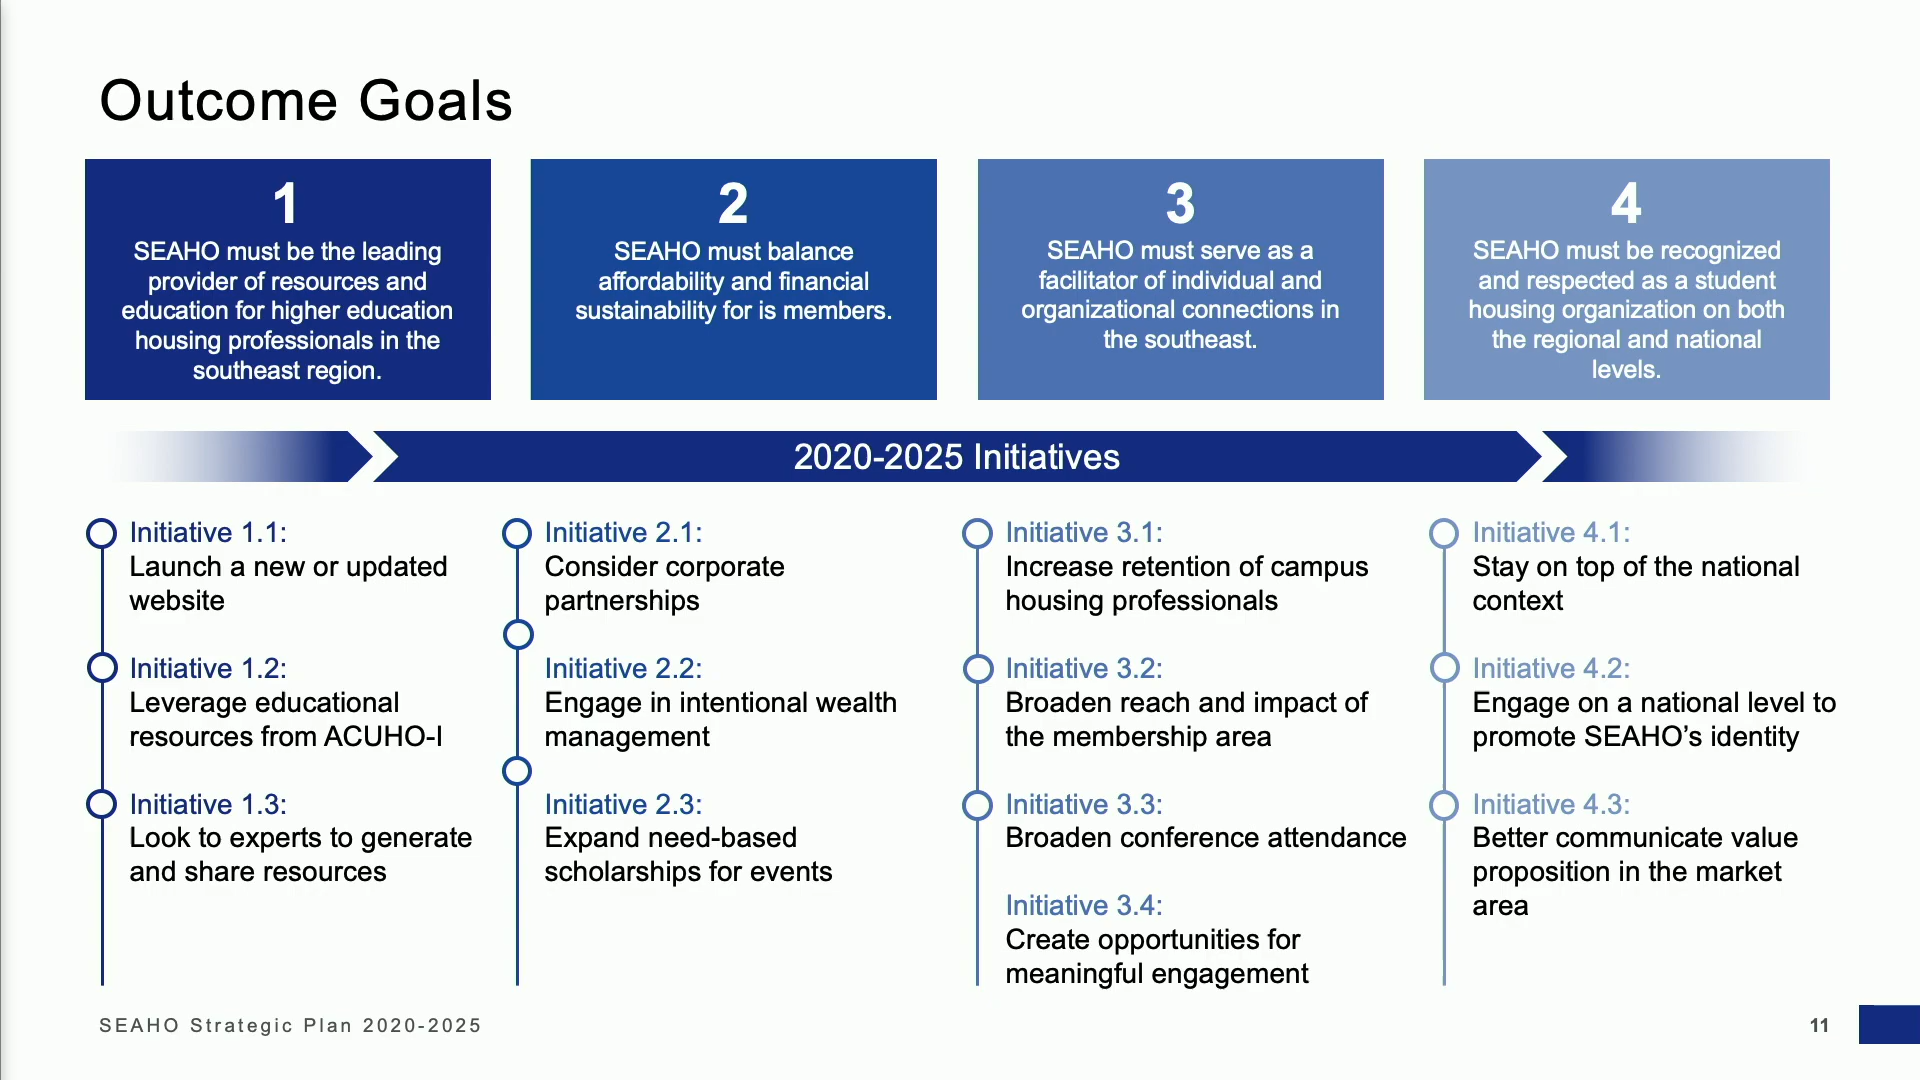 Outcome Goals
1
SEAHO must be the leading
provider of resources and
education for higher education
housing professionals in the
southeast region.
2
SEAHO must balance
affordability and financial
sustainability for is members.
3
SEAHO must serve as a
facilitator of individual and
organizational connections in
the southeast.
4
SEAHO must be recognized
and respected as a student
housing organization on both
the regional and national
levels.
2020-2025 Initiatives
Initiative 1.1:
Launch a new or updated
website
Initiative 1.2:
Leverage educational
resources from ACUHO-I
Initiative 1.3:
Look to experts to generate
and share resources
Initiative 2.1:
Consider corporate
partnerships
Initiative 2.2:
Engage in intentional wealth
management
Initiative 2.3:
Expand need-based
scholarships for events
Initiative 3.1:
Increase retention of campus
housing professionals
Initiative 3.2:
Broaden reach and impact of
the membership area
Initiative 3.3:
Broaden conference attendance
Initiative 3.4:
Create opportunities for
meaningful engagement
Initiative 4.1:
Stay on top of the national
context
Initiative 4.2:
Engage on a national level to
promote SEAHO’s identity
Initiative 4.3:
Better communicate value
proposition in the market
area
SEAHO Strategic Plan 2020-2025
11